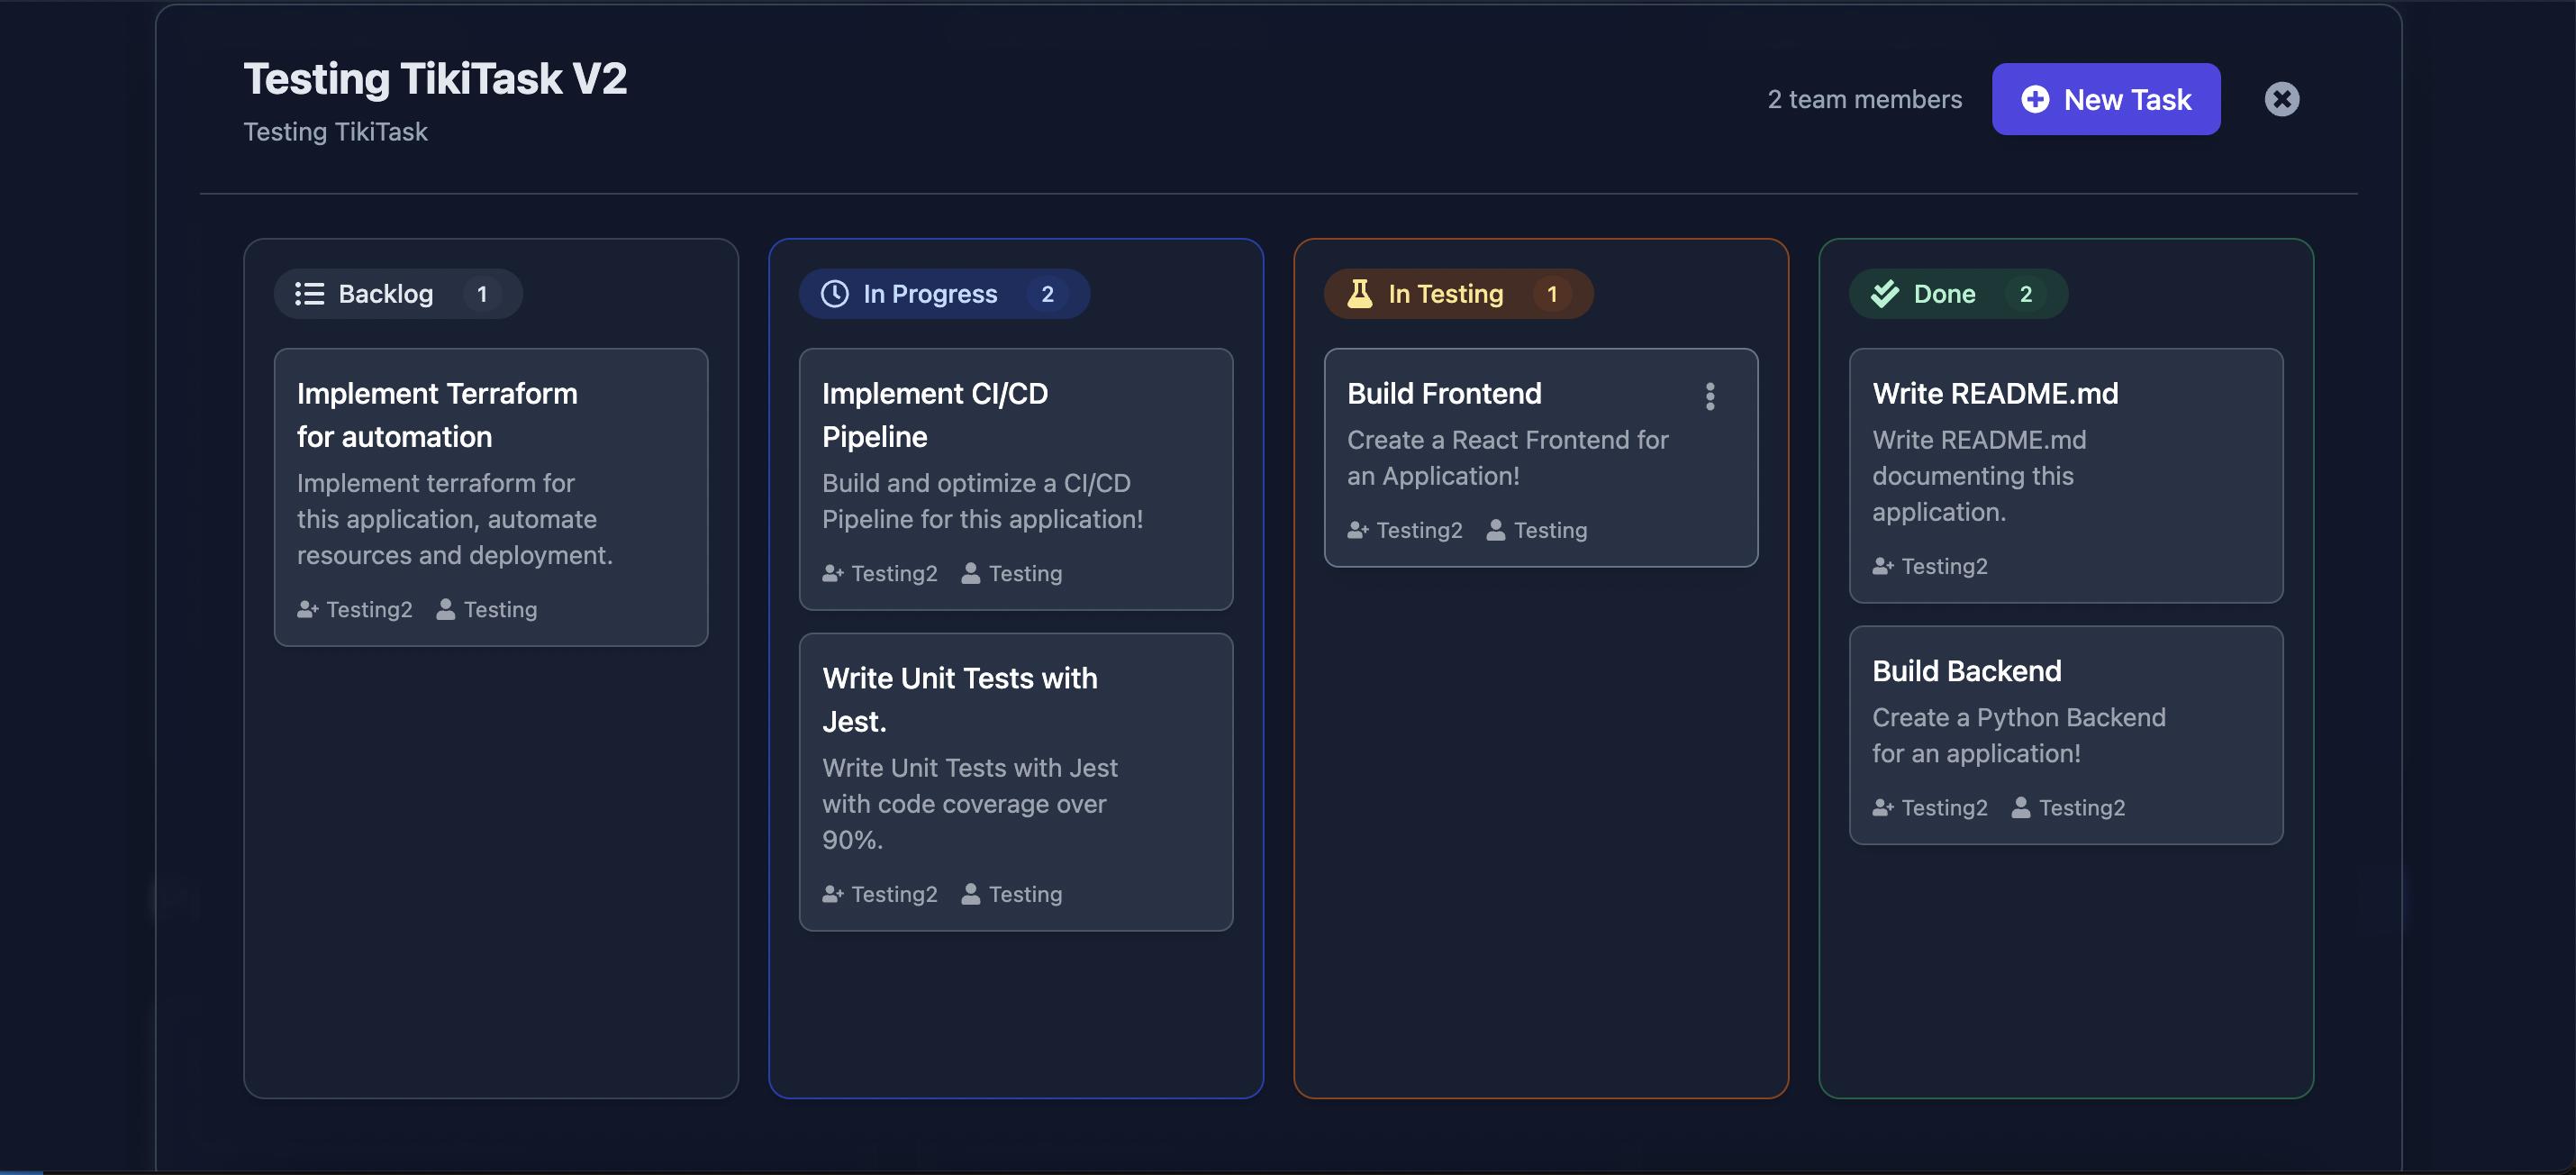 Testing TikiTask V2
Testing TikiTask
2 team members
New Task
Backlog 1
Implement Terraform
for automation
Implement terraform for
this application, automate
resources and deployment.
Testing2 Testing
In Progress 2
Implement CI/CD
Pipeline
Build and optimize a CI/CD
Pipeline for this application!
Testing2 Testing
Write Unit Tests with
Jest.
Write Unit Tests with Jest
with code coverage over
90%.
Testing2 Testing
In Testing 1
Build Frontend
Create a React Frontend for
an Application!
Testing2 Testing
Done 2
Write README.md
Write README.md
documenting this
application.
Testing2
Build Backend
Create a Python Backend
for an application!
Testing2 Testing2